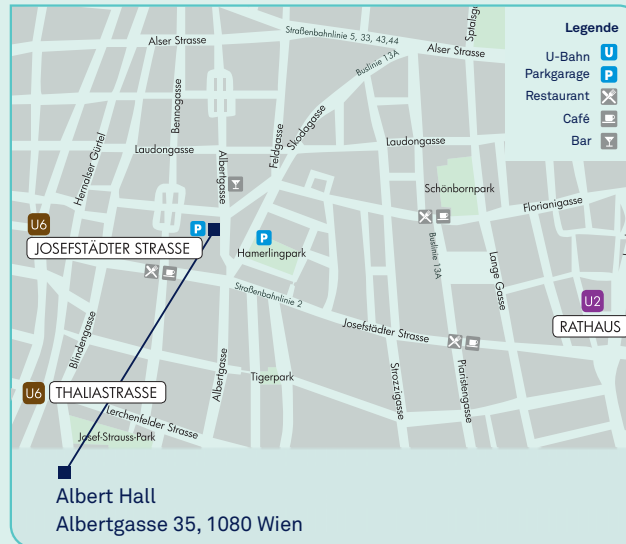 Straßenbahnlinie 5, 33, 43,44
Alser Strasse
Alser Strasse
Buslinie 13A
Legende
U-Bahn U
Parkgarage P
Restaurant
Café
Bar
Bennogasse
Feldgasse
Skodagasse
Hernalser Gürtel
Laudongasse
Laudongasse
Albertgasse
Schönbornpark
Florianigasse
U6
JOSEFSTÄDTER STRASSE
P
P
Hamerlingpark
Buslinie 13A
Lange Gasse
Straßenbahnlinie 2
U2
RATHAUS
Josefstädter Strasse
Blindengasse
Albertgasse
Tigerpark
Strozzigasse
Piaristengasse
U6
THALIASTRASSE
Lerchenfelder Strasse
Josef-Strauss-Park
Albert Hall
Albertgasse 35, 1080 Wien